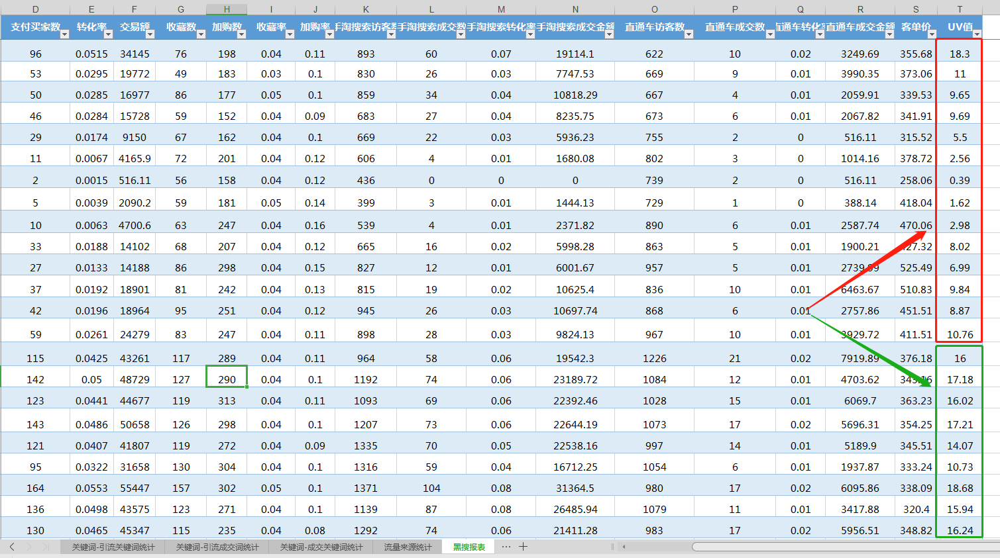 D E F G H I J K L M N O P Q R S T
支付买家数 转化率 交易额 收藏数 加购数 收藏率 加购率 手淘搜索访客数 手淘搜索成交数 手淘搜索转化率 手淘搜索成交金额 直通车访客数 直通车成交数 直通车转化率 直通车成交金额 客单价 UV值
96 0.0515 34145 76 198 0.04 0.11 893 60 0.07 19114.1 622 10 0.02 3249.69 355.68 18.3
53 0.0295 19772 49 183 0.03 0.1 830 26 0.03 7747.53 669 9 0.01 3990.35 373.06 11
50 0.0285 16977 86 177 0.05 0.1 859 34 0.04 10818.29 667 4 0.01 2059.91 339.53 9.65
46 0.0284 15728 59 152 0.04 0.09 683 27 0.04 8235.75 673 6 0.01 2067.82 341.91 9.69
29 0.0174 9150 67 162 0.04 0.1 669 22 0.03 5936.23 755 2 0 516.11 315.52 5.5
11 0.0067 4165.9 72 201 0.04 0.12 606 4 0.01 1680.08 802 3 0 1014.16 378.72 2.56
2 0.0015 516.11 56 158 0.04 0.12 436 0 0 0 739 2 0 516.11 258.06 0.39
5 0.0039 2090.2 59 181 0.05 0.14 399 3 0.01 1444.13 729 1 0 388.14 418.04 1.62
10 0.0063 4700.6 63 247 0.04 0.16 539 4 0.01 2371.82 890 6 0.01 2587.74 470.06 2.98
33 0.0188 14102 68 207 0.04 0.12 665 16 0.02 5998.28 863 5 0.01 1900.21 427.32 8.02
27 0.0133 14188 86 298 0.04 0.15 827 12 0.01 6001.67 957 5 0.01 2739.99 525.49 6.99
37 0.0192 18901 81 242 0.04 0.13 815 19 0.02 10625.4 836 10 0.01 6463.67 510.83 9.84
42 0.0196 18964 95 251 0.04 0.12 945 26 0.03 10697.74 868 6 0.01 2757.86 451.51 8.87
59 0.0261 24279 83 247 0.04 0.11 898 28 0.03 9824.13 967 10 0.01 3929.72 411.51 10.76
115 0.0425 43261 117 289 0.04 0.11 964 58 0.06 19542.3 1226 21 0.02 7919.89 376.18 16
142 0.05 48729 127 290 0.04 0.1 1192 74 0.06 23189.72 1084 12 0.01 4703.62 343.16 17.18
123 0.0441 44677 119 313 0.04 0.11 1093 69 0.06 22392.46 1028 15 0.01 6069.7 363.23 16.02
143 0.0486 50658 126 298 0.04 0.1 1207 73 0.06 22644.19 1073 17 0.02 5696.31 354.25 17.21
121 0.0407 41807 119 272 0.04 0.09 1335 70 0.05 22538.16 997 14 0.01 5189.9 345.51 14.07
95 0.0322 31658 130 304 0.04 0.1 1316 59 0.04 16712.25 1054 6 0.01 1937.87 333.24 10.73
164 0.0553 55447 157 302 0.05 0.1 1371 104 0.08 31364.5 980 17 0.02 6095.86 338.09 18.68
136 0.0498 43575 123 271 0.04 0.1 1139 87 0.08 26485.94 1079 11 0.01 3417.88 320.4 15.94
130 0.0465 45347 115 235 0.04 0.08 1292 74 0.06 21411.28 983 17 0.02 5956.51 348.82 16.24
关键词-引流关键词统计 关键词-引流成交词统计 关键词-成交关键词统计 流量来源统计 黑搜报表 ··· +